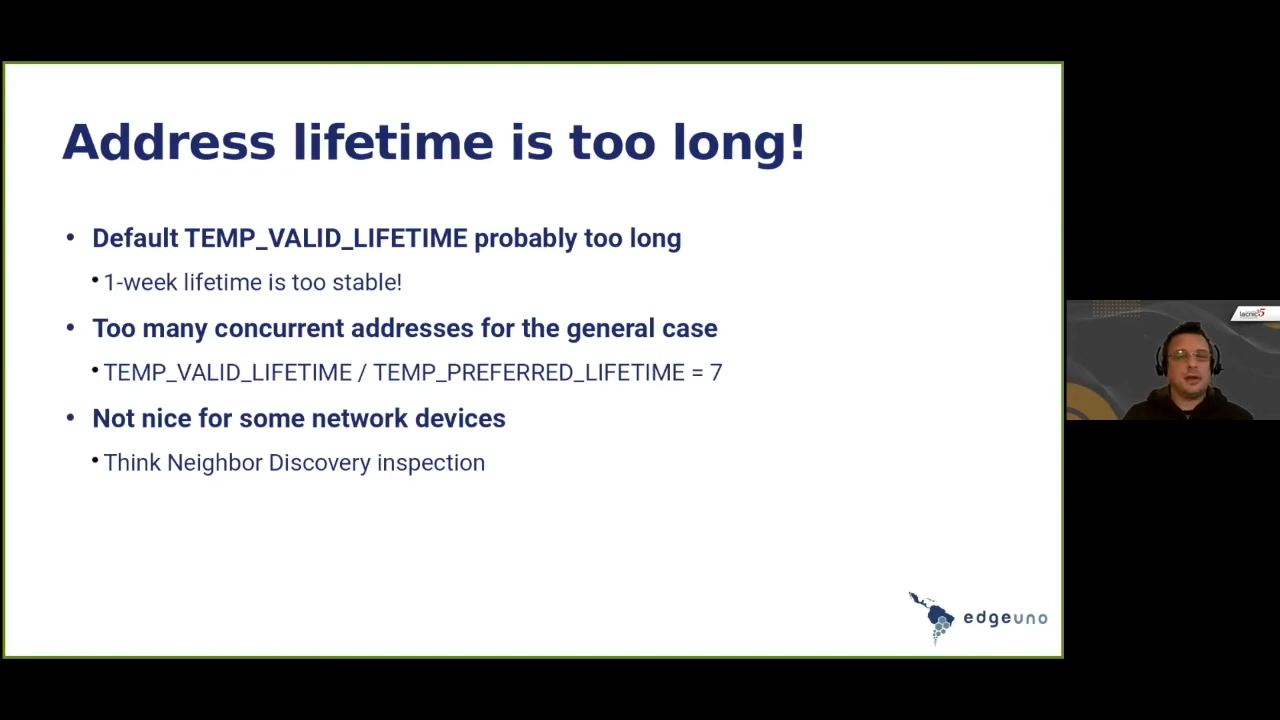 Address lifetime is too long!
• Default TEMP_VALID_LIFETIME probably too long
• 1-week lifetime is too stable!
• Too many concurrent addresses for the general case
• TEMP_VALID_LIFETIME / TEMP_PREFERRED_LIFETIME = 7
• Not nice for some network devices
• Think Neighbor Discovery inspection
edgeuno
lacnic